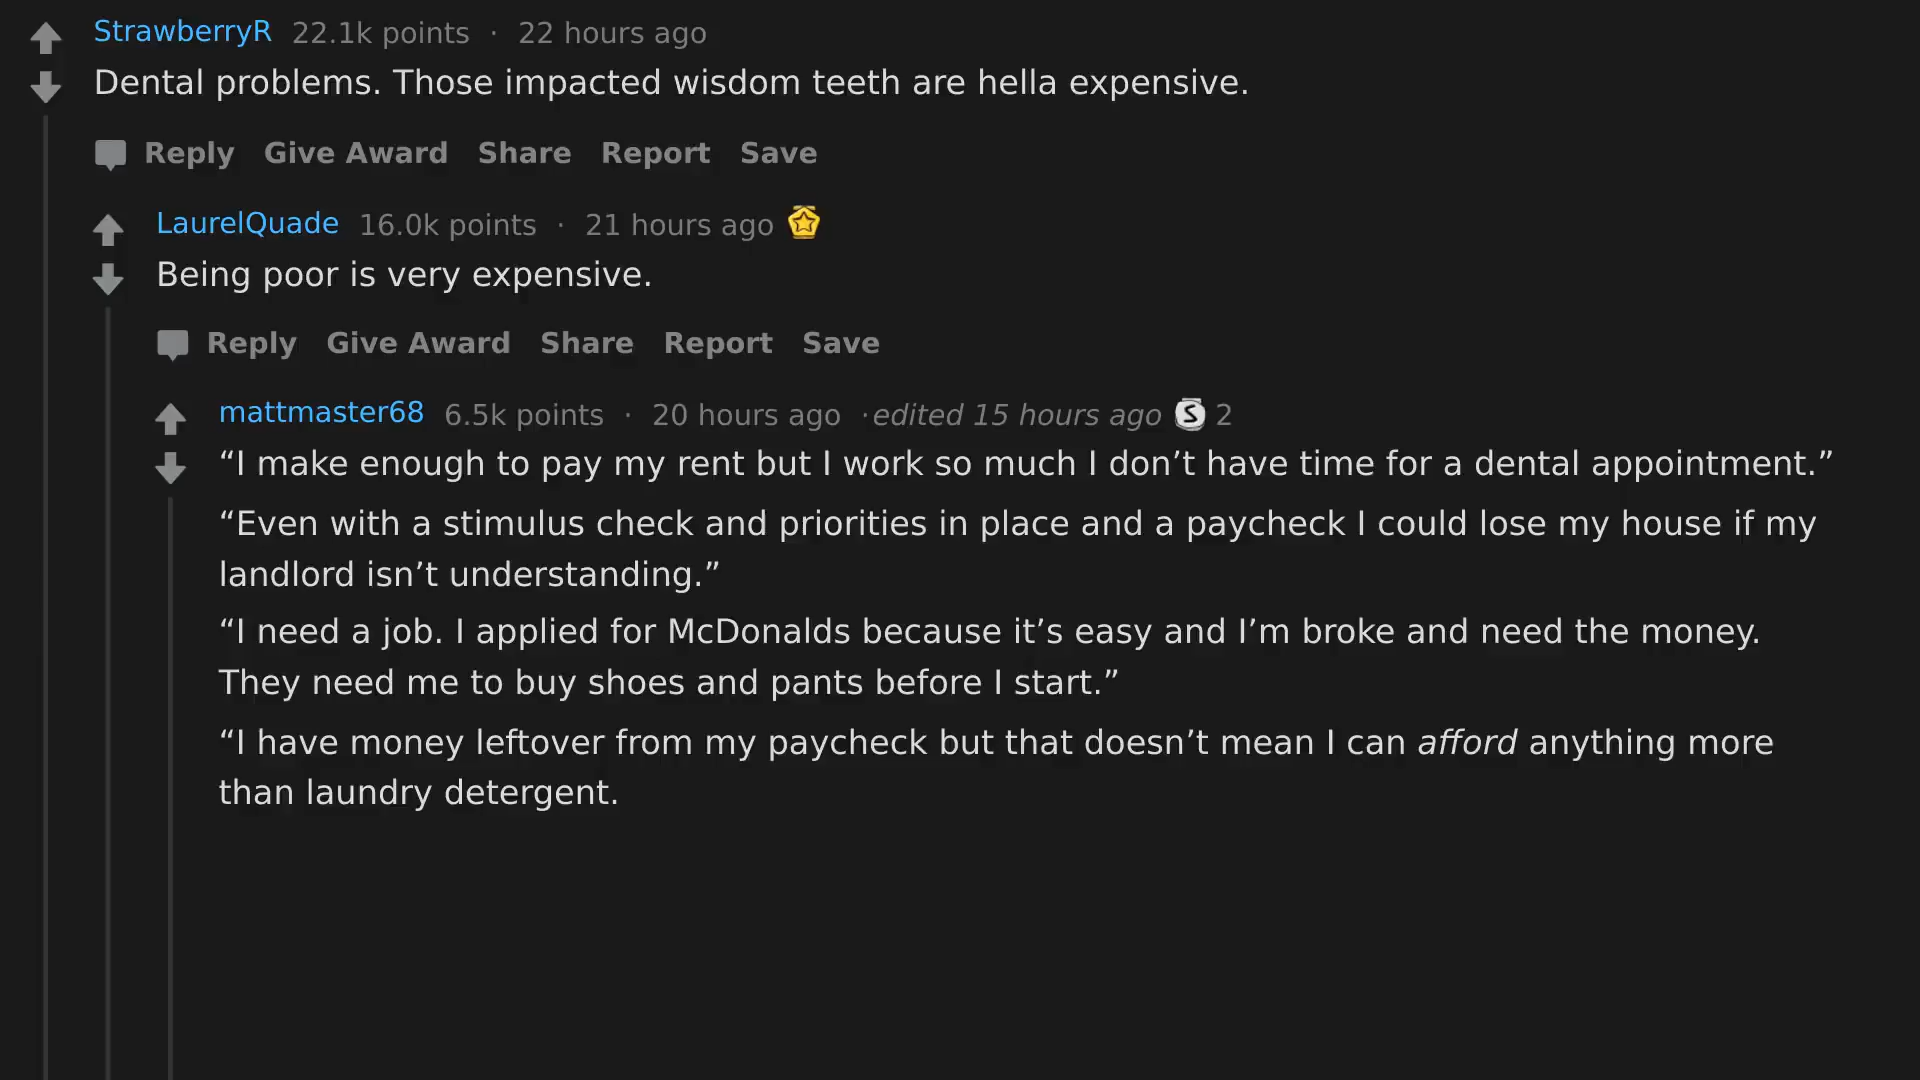 StrawberryR 22.1k points · 22 hours ago
Dental problems. Those impacted wisdom teeth are hella expensive.
Reply Give Award Share Report Save
LaurelQuade 16.0k points · 21 hours ago
Being poor is very expensive.
Reply Give Award Share Report Save
mattmaster68 6.5k points · 20 hours ago ·edited 15 hours ago S 2
“I make enough to pay my rent but I work so much I don’t have time for a dental appointment.”
“Even with a stimulus check and priorities in place and a paycheck I could lose my house if my
landlord isn’t understanding.”
“I need a job. I applied for McDonalds because it’s easy and I’m broke and need the money.
They need me to buy shoes and pants before I start.”
“I have money leftover from my paycheck but that doesn’t mean I can afford anything more
than laundry detergent.